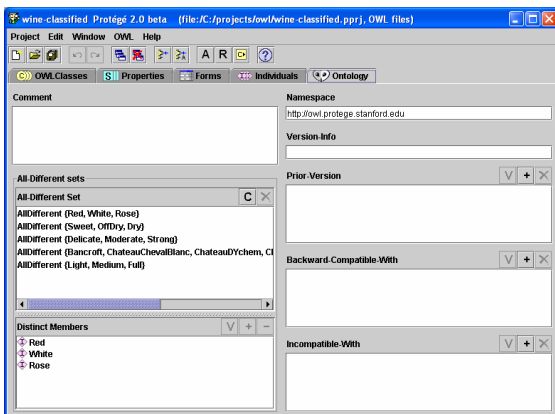 wine-classified Protégé 2.0 beta (file:/C:/projects/owl/wine-classified.pprj, OWL files)
Project Edit Window OWL Help
A R ?
OWLClasses Properties Forms Individuals Ontology
Comment
Namespace
http://owl.protege.stanford.edu
Version-Info
All-Different sets
All-Different Set C
AllDifferent {Red, White, Rose}
AllDifferent {Sweet, OffDry, Dry}
AllDifferent {Delicate, Moderate, Strong}
AllDifferent {Bancroft, ChateauChevalBlanc, ChateauDYchem, Cl
AllDifferent {Light, Medium, Full}
Distinct Members V + −
Red
White
Rose
Prior-Version V +
Backward-Compatible-With V +
Incompatible-With V +